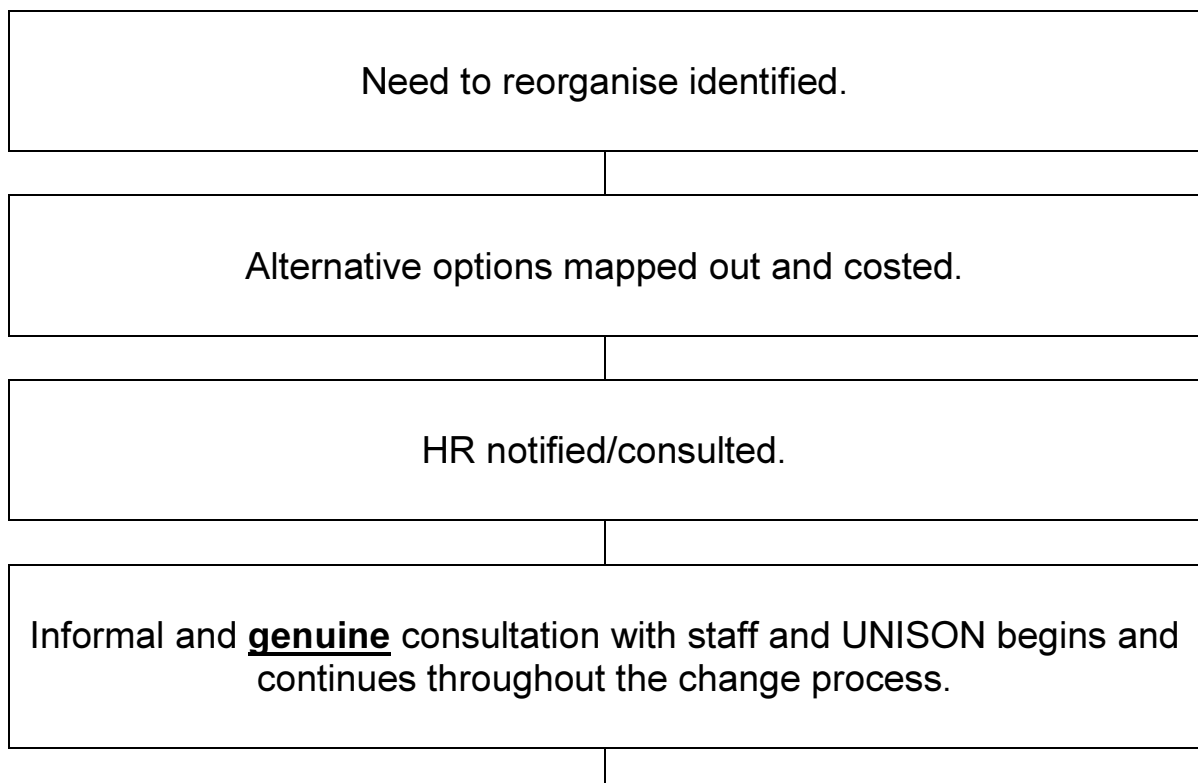 Need to reorganise identified.
Alternative options mapped out and costed.
HR notified/consulted.
Informal and genuine consultation with staff and UNISON begins and
continues throughout the change process.